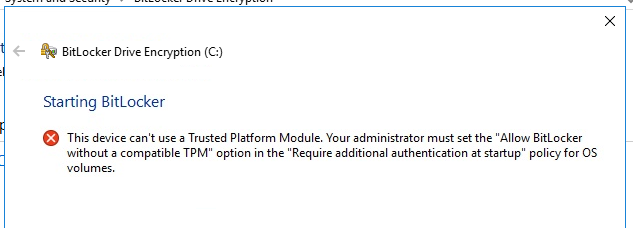 System and Security > BitLocker Drive Encryption
BitLocker Drive Encryption (C:)
Starting BitLocker
This device can't use a Trusted Platform Module. Your administrator must set the "Allow BitLocker
without a compatible TPM" option in the "Require additional authentication at startup" policy for OS
volumes.